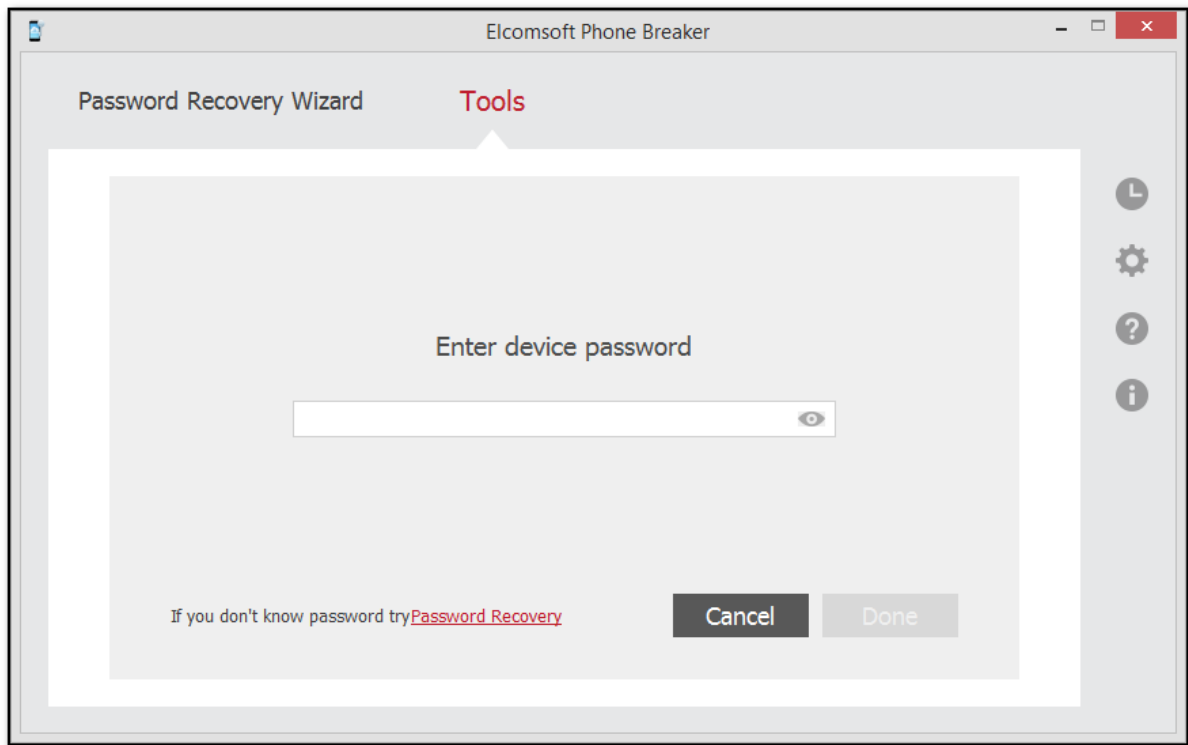 Elcomsoft Phone Breaker
Password Recovery Wizard Tools
Enter device password
If you don't know password tryPassword Recovery
Cancel Done